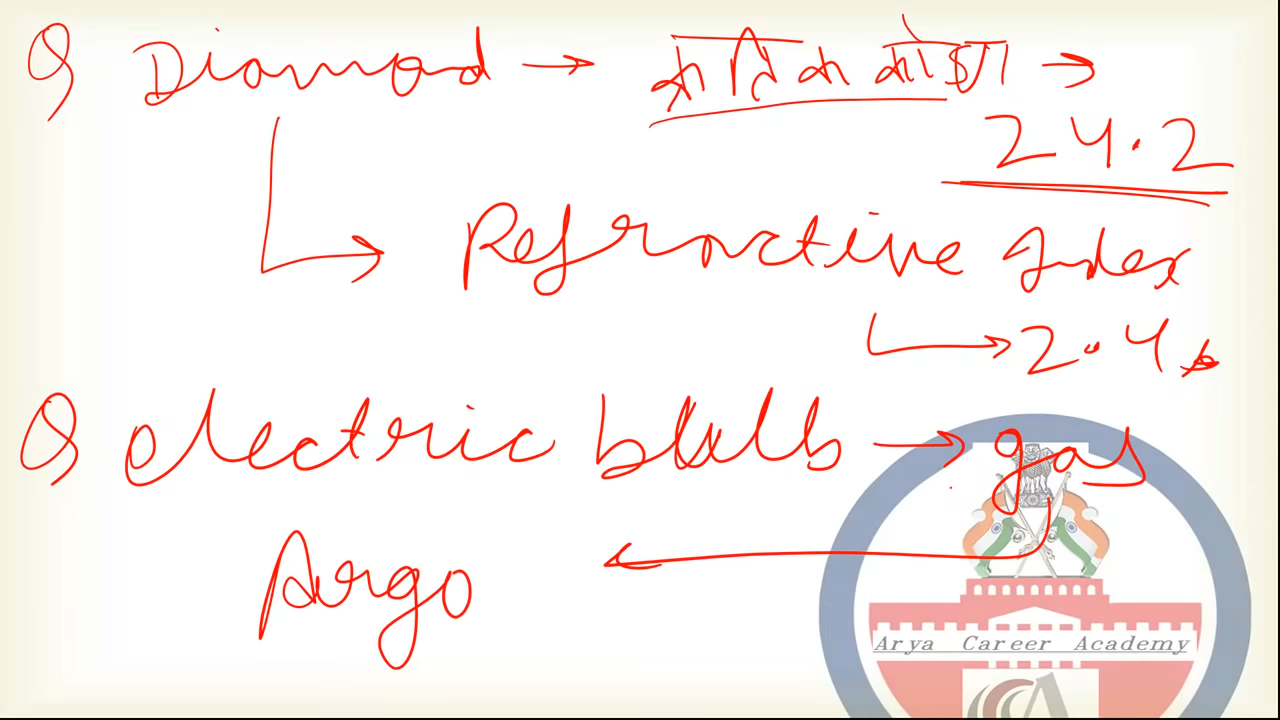 Q Diamond → क्रांतिक कोण →
24.2
→ Refractive Index
→ 2.4
Q electric bulb → gas
Argo
Arya Career Academy